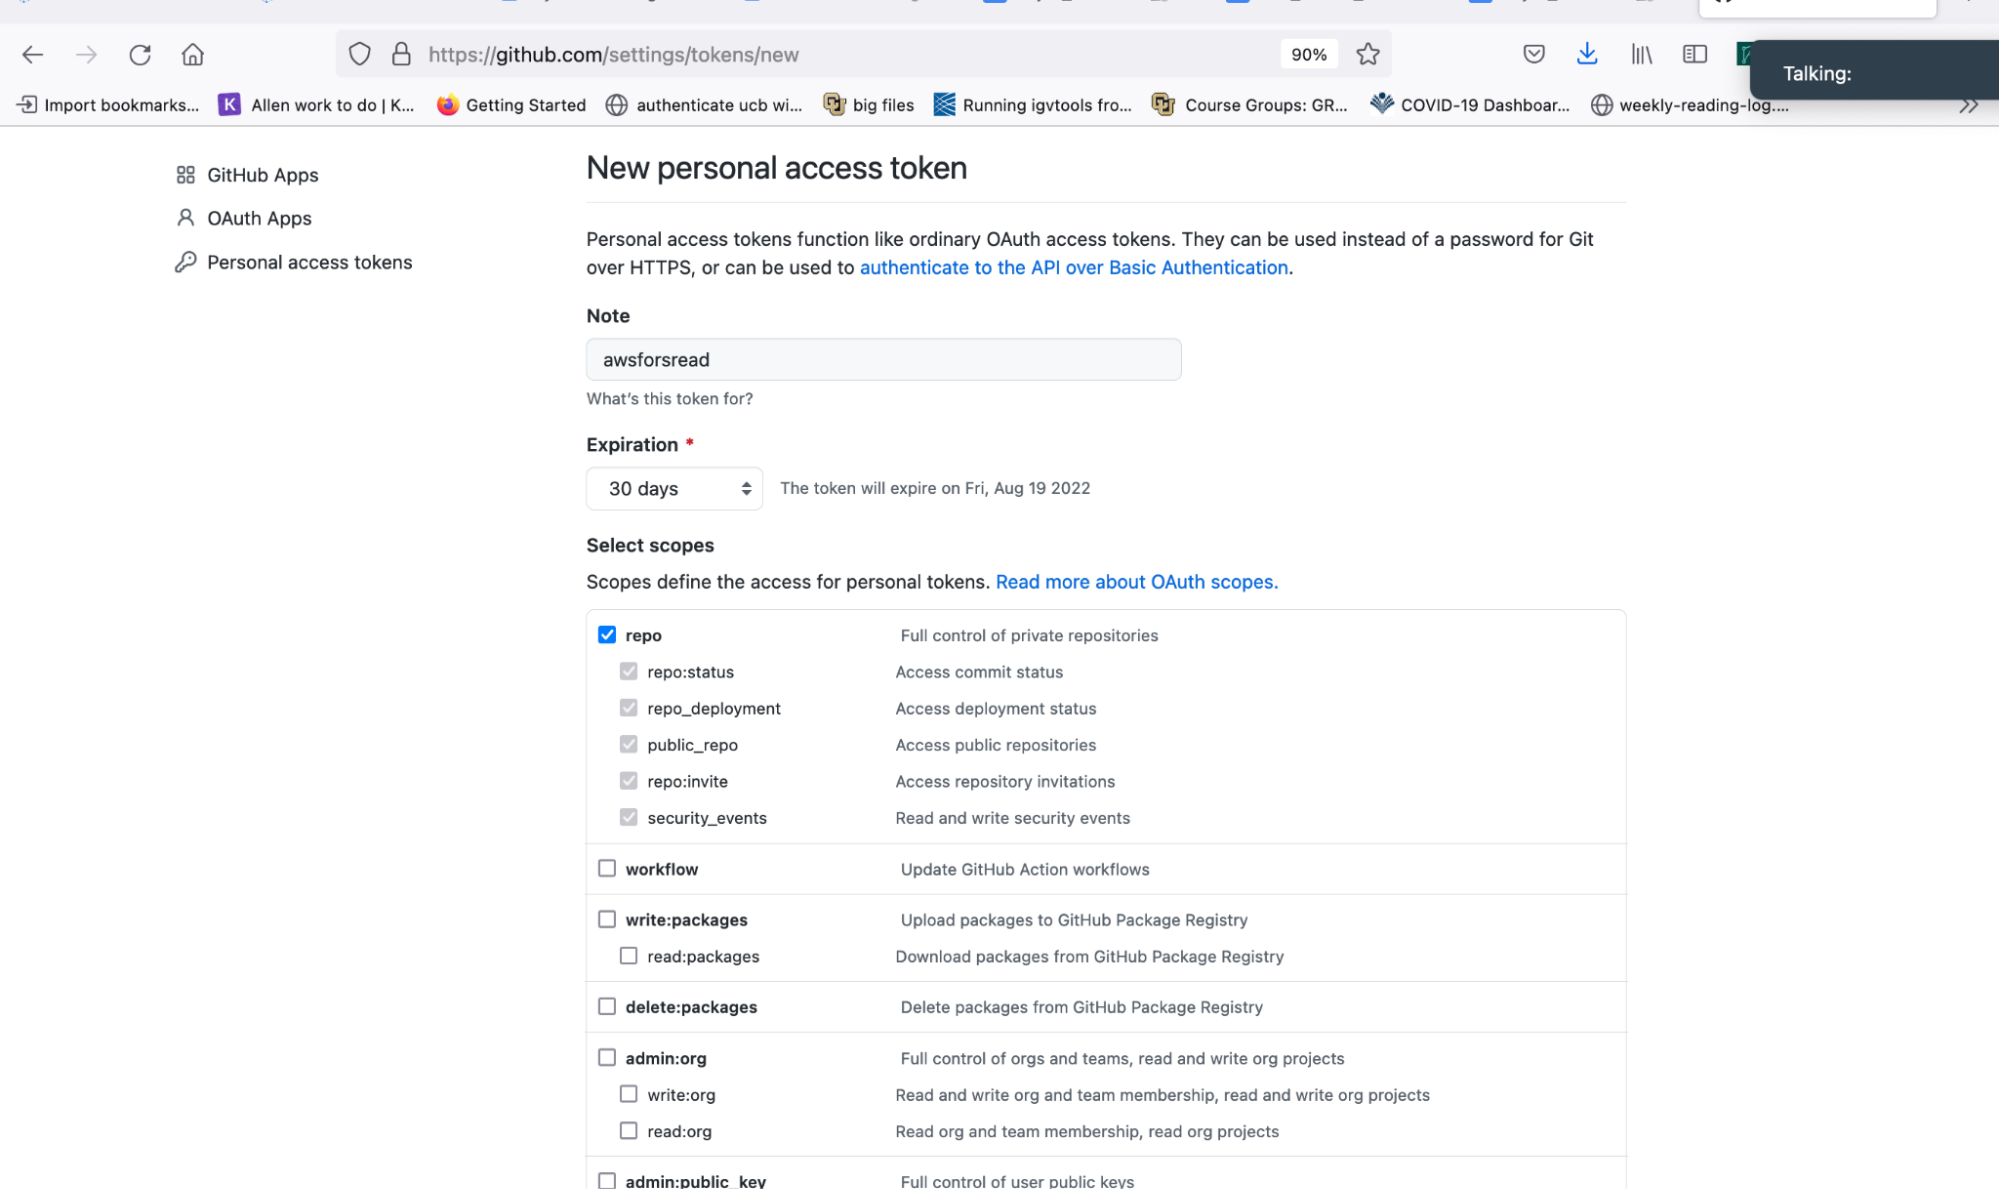 https://github.com/settings/tokens/new
90%
Talking:
Import bookmarks...
K
Allen work to do | K...
Getting Started
authenticate ucb wi...
big files
Running igvtools fro...
Course Groups: GR...
COVID-19 Dashboar...
weekly-reading-log....
GitHub Apps
OAuth Apps
Personal access tokens
New personal access token
Personal access tokens function like ordinary OAuth access tokens. They can be used instead of a password for Git
over HTTPS, or can be used to authenticate to the API over Basic Authentication.
Note
awsforsread
What's this token for?
Expiration *
30 days
The token will expire on Fri, Aug 19 2022
Select scopes
Scopes define the access for personal tokens. Read more about OAuth scopes.
repo Full control of private repositories
repo:status Access commit status
repo_deployment Access deployment status
public_repo Access public repositories
repo:invite Access repository invitations
security_events Read and write security events
workflow Update GitHub Action workflows
write:packages Upload packages to GitHub Package Registry
read:packages Download packages from GitHub Package Registry
delete:packages Delete packages from GitHub Package Registry
admin:org Full control of orgs and teams, read and write org projects
write:org Read and write org and team membership, read and write org projects
read:org Read org and team membership, read org projects
admin:public_key Full control of user public keys